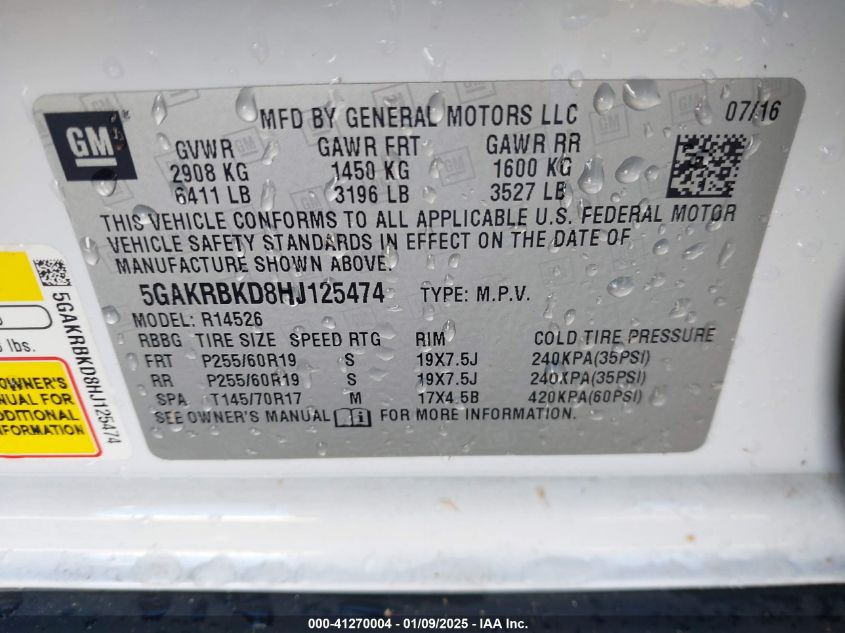 GM
MFD BY GENERAL MOTORS LLC 07/16
GVWR GAWR FRT GAWR RR
2908 KG 1450 KG 1600 KG
6411 LB 3196 LB 3527 LB
THIS VEHICLE CONFORMS TO ALL APPLICABLE U.S. FEDERAL MOTOR
VEHICLE SAFETY STANDARDS IN EFFECT ON THE DATE OF
MANUFACTURE SHOWN ABOVE.
5GAKRBKD8HJ125474 TYPE: M.P.V.
MODEL: R14526
RBBG TIRE SIZE SPEED RTG RIM COLD TIRE PRESSURE
FRT P255/60R19 S 19X7.5J 240KPA(35PSI)
RR P255/60R19 S 19X7.5J 240KPA(35PSI)
SPA T145/70R17 M 17X4.5B 420KPA(60PSI)
SEE OWNER'S MANUAL FOR MORE INFORMATION.
5GAKRBKD8HJ125474
lbs.
OWNER'S
FOR
INFORMATION
000-41270004 - 01/09/2025 - IAA Inc.